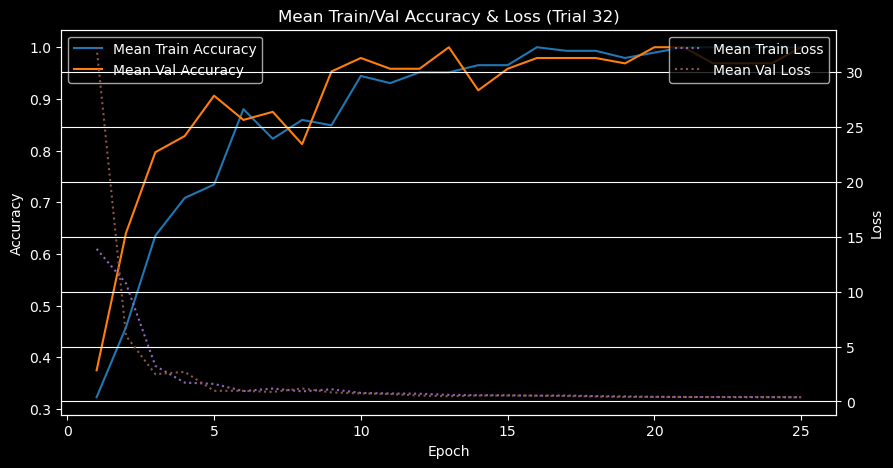 Mean Train/Val Accuracy & Loss (Trial 32)
Mean Train Accuracy
Mean Val Accuracy
Mean Train Loss
Mean Val Loss
1.0
0.9
0.8
0.7
0.6
0.5
0.4
0.3
Accuracy
30
25
20
15
10
5
0
Loss
0
5
10
15
20
25
Epoch